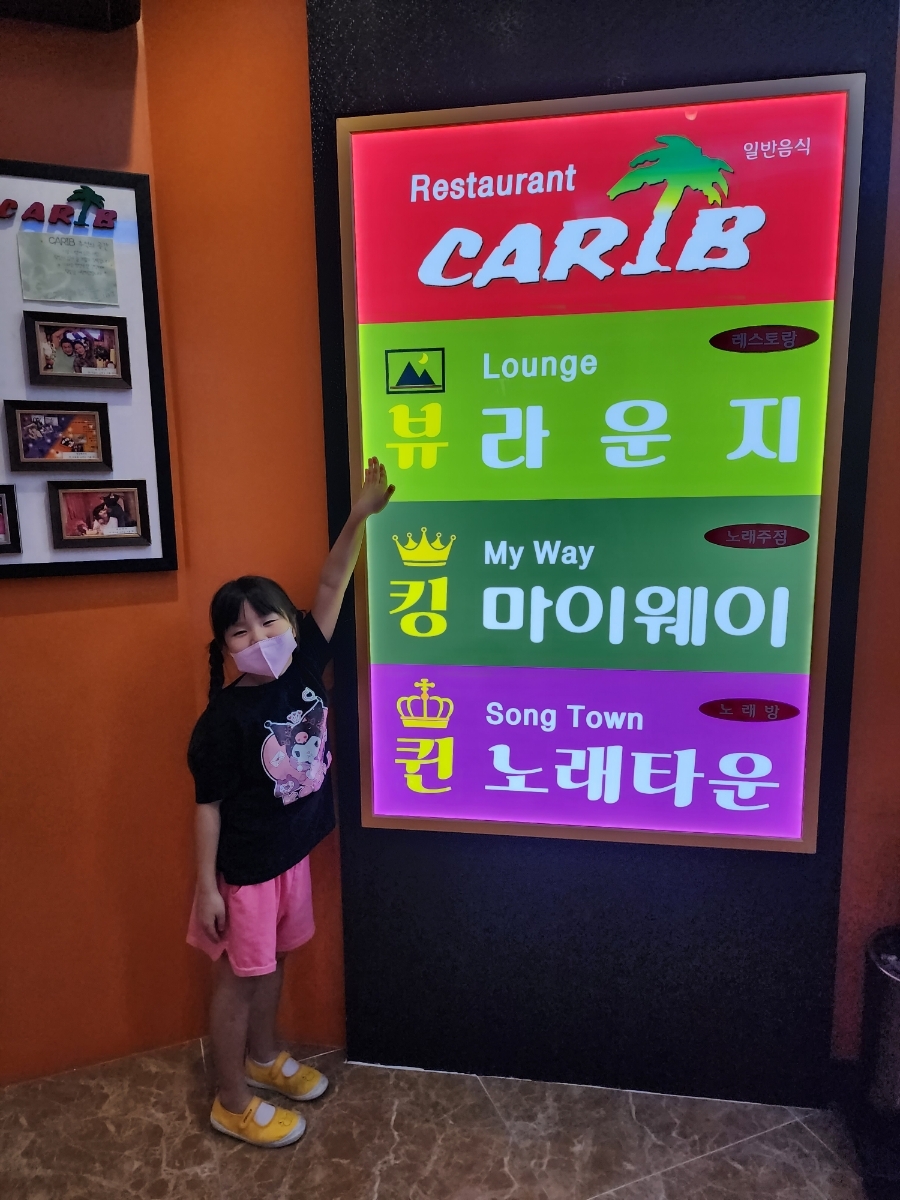 CARIB
CARIB
일반음식
Restaurant
CARIB
레스토랑
Lounge
뷰 라운지
노래주점
My Way
킹 마이웨이
노래방
Song Town
퀸 노래타운